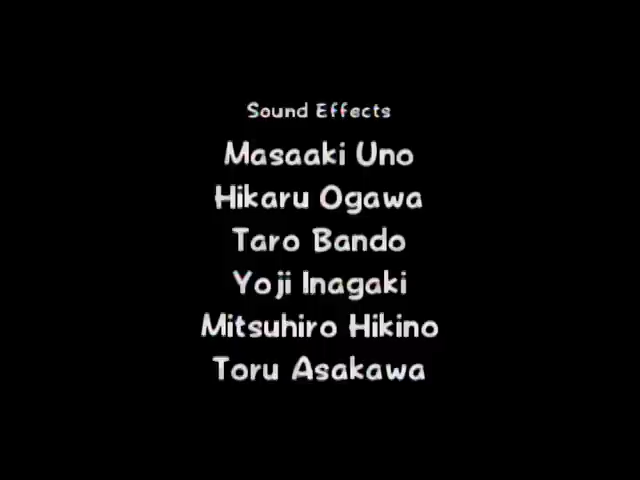 Sound Effects
Masaaki Uno
Hikaru Ogawa
Taro Bando
Yoji Inagaki
Mitsuhiro Hikino
Toru Asakawa